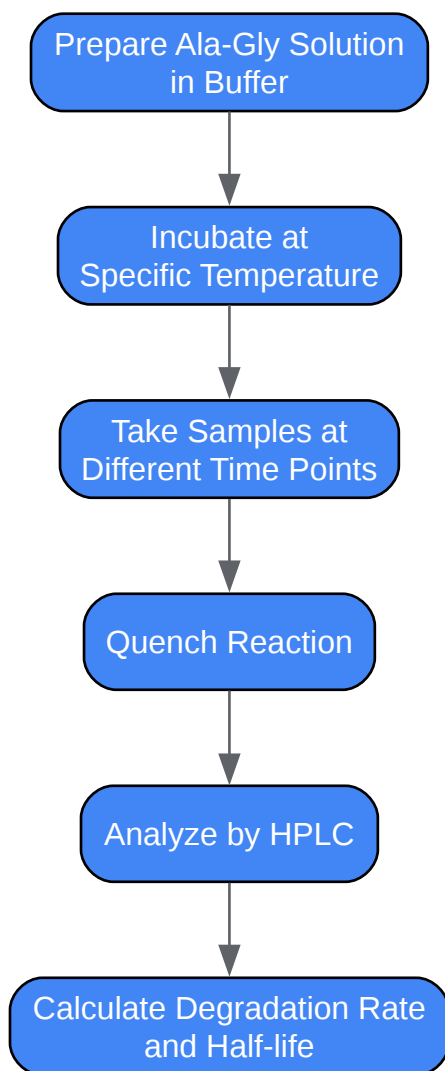 Prepare Ala-Gly Solution
in Buffer
Incubate at
Specific Temperature
Take Samples at
Different Time Points
Quench Reaction
Analyze by HPLC
Calculate Degradation Rate
and Half-life